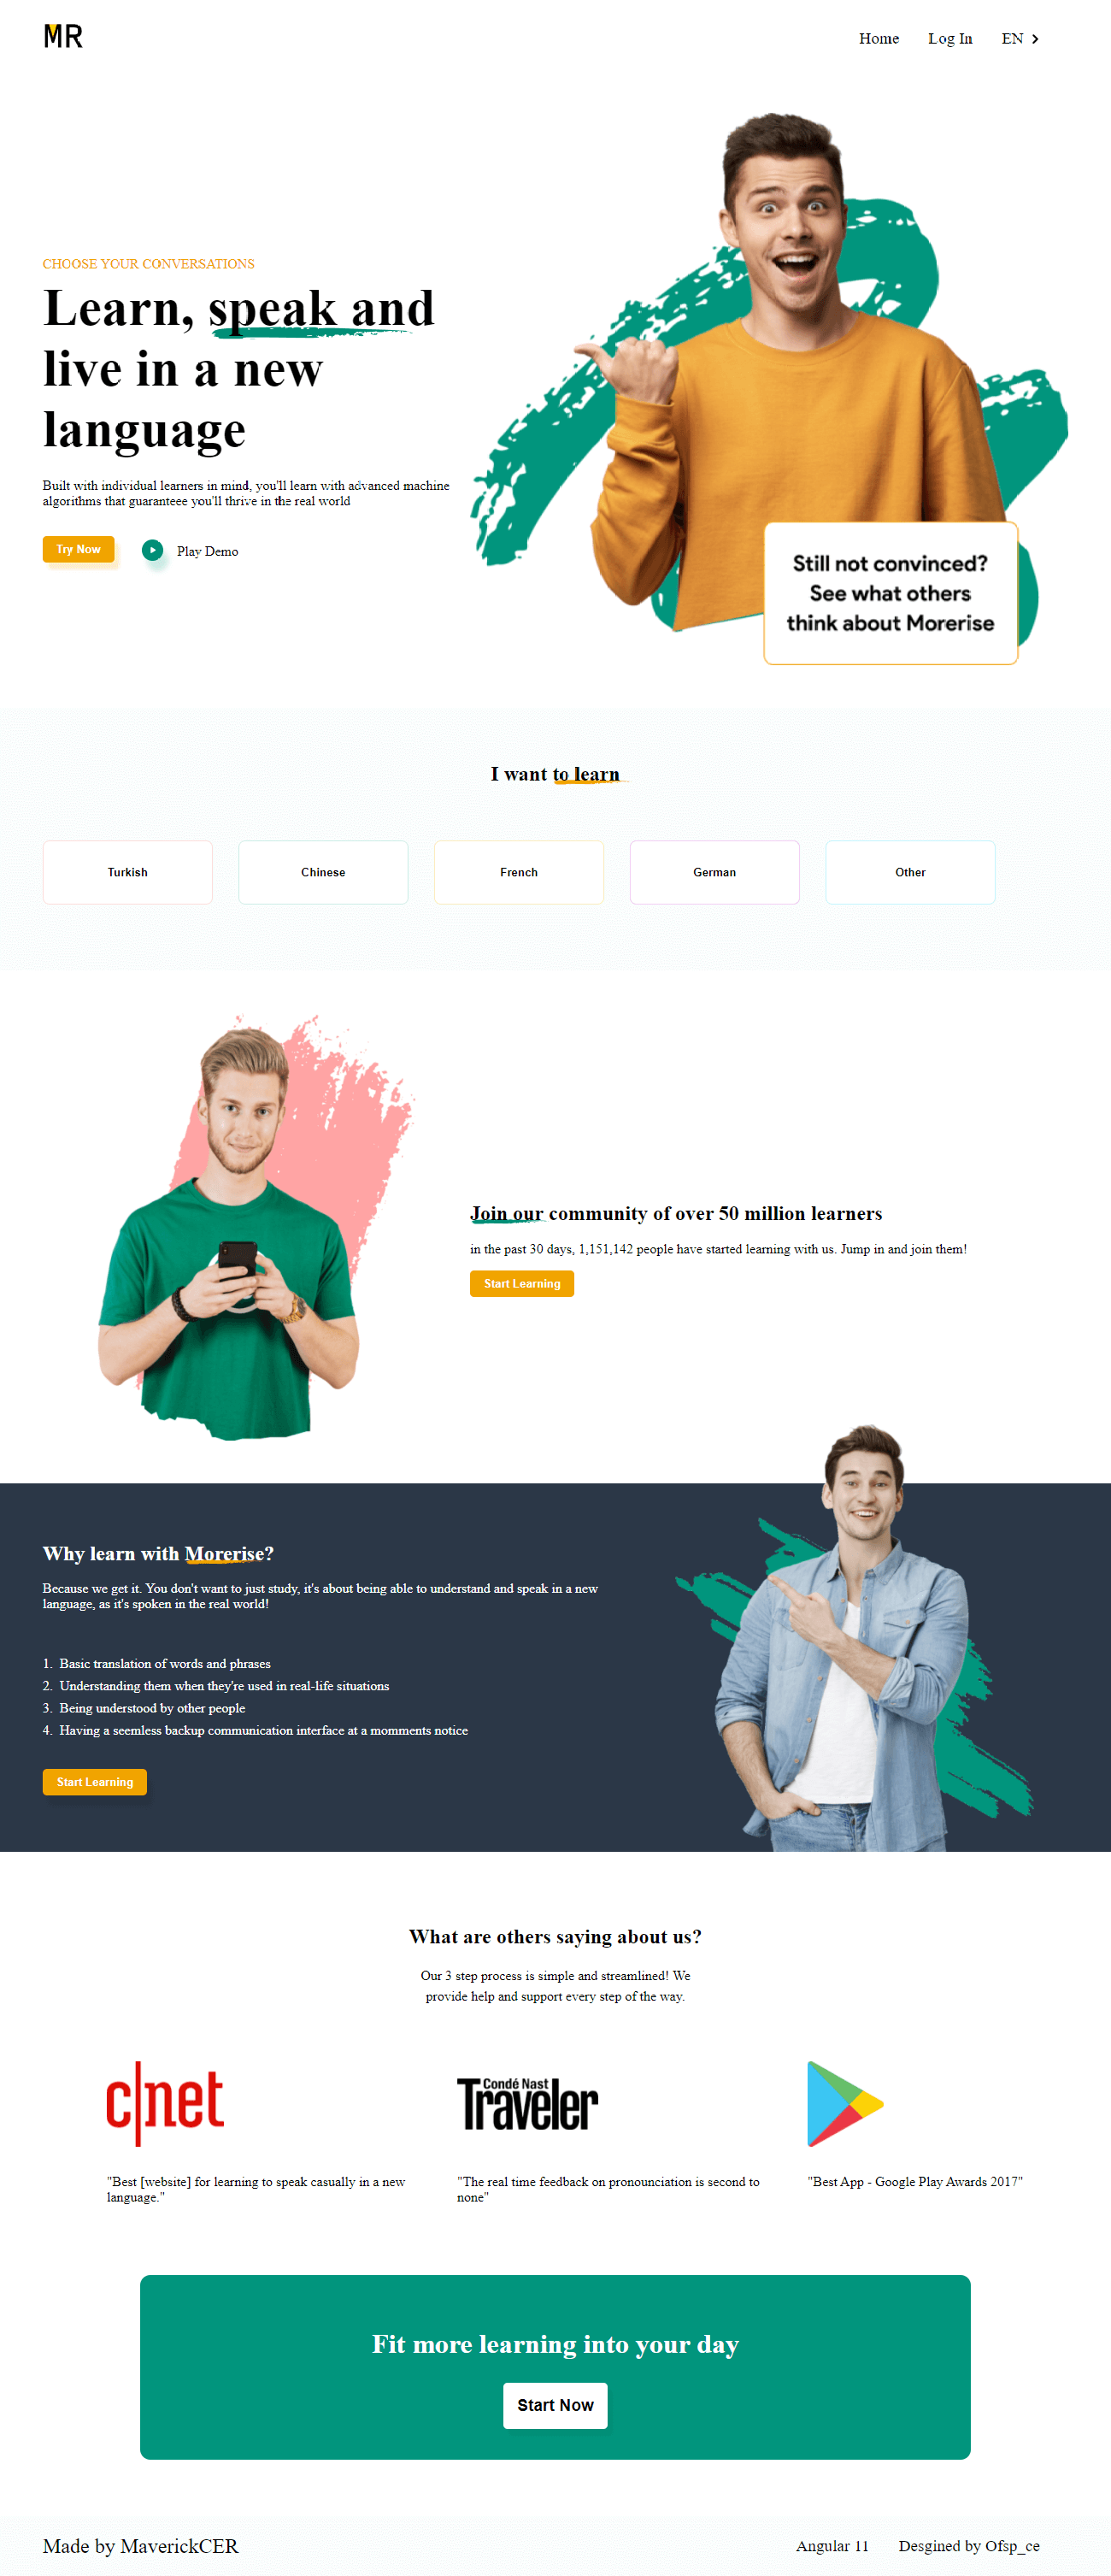 MR
Home
Log In
EN
CHOOSE YOUR CONVERSATIONS
Learn, speak and
live in a new
language
Built with individual learners in mind, you'll learn with advanced machine
algorithms that guaranteee you'll thrive in the real world
Try Now
Play Demo
Still not convinced?
See what others
think about Morerise
I want to learn
Turkish
Chinese
French
German
Other
Join our community of over 50 million learners
in the past 30 days, 1,151,142 people have started learning with us. Jump in and join them!
Start Learning
Why learn with Morerise?
Because we get it. You don't want to just study, it's about being able to understand and speak in a new
language, as it's spoken in the real world!
1. Basic translation of words and phrases
2. Understanding them when they're used in real-life situations
3. Being understood by other people
4. Having a seemless backup communication interface at a momments notice
Start Learning
What are others saying about us?
Our 3 step process is simple and streamlined! We
provide help and support every step of the way.
c|net
Condé Nast
Traveler
"Best [website] for learning to speak casually in a new
language."
"The real time feedback on pronounciation is second to
none"
"Best App - Google Play Awards 2017"
Fit more learning into your day
Start Now
Made by MaverickCER
Angular 11
Desgined by Ofsp_ce